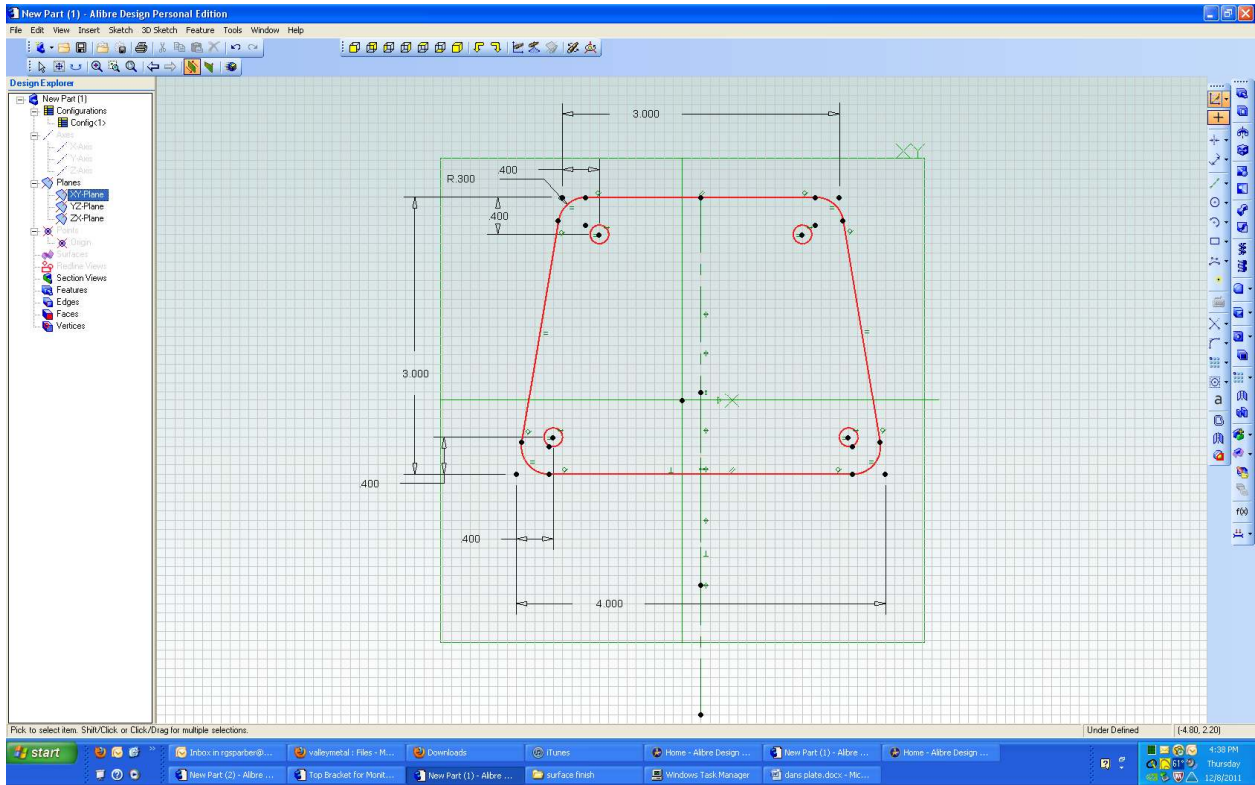 New Part (1) - Alibre Design Personal Edition
File Edit View Insert Sketch 3D Sketch Feature Tools Window Help
Design Explorer
New Part (1)
Configurations
Config<1>
Axes
X-Axis
Y-Axis
Z-Axis
Planes
XY-Plane
YZ-Plane
ZX-Plane
Points
Origin
Surfaces
Redline Views
Section Views
Features
Edges
Faces
Vertices
3.000
XY
.400
R.300
.400
3.000
X
.400
.400
4.000
a
f(x)
Pick to select item. Shift/Click or Click/Drag for multiple selections.
Under Defined
(-4.80, 2.20)
start
Inbox in rgsparber@...
valleymetal : Files - M...
Downloads
iTunes
Home - Alibre Design ...
New Part (1) - Alibre ...
Home - Alibre Design ...
4:38 PM
New Part (2) - Alibre ...
Top Bracket for Monit...
New Part (1) - Alibre ...
surface finish
Windows Task Manager
dans plate.docx - Mic...
61°
Thursday
12/8/2011